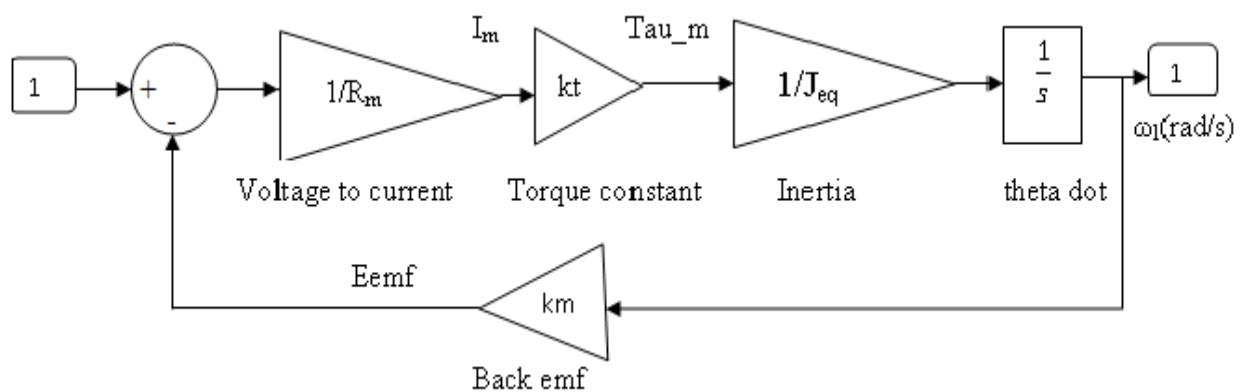 I_m
Tau_m
1
+
-
1/R_m
kt
1/J_eq
1
s
1
ω_l(rad/s)
Voltage to current
Torque constant
Inertia
theta dot
Eemf
km
Back emf